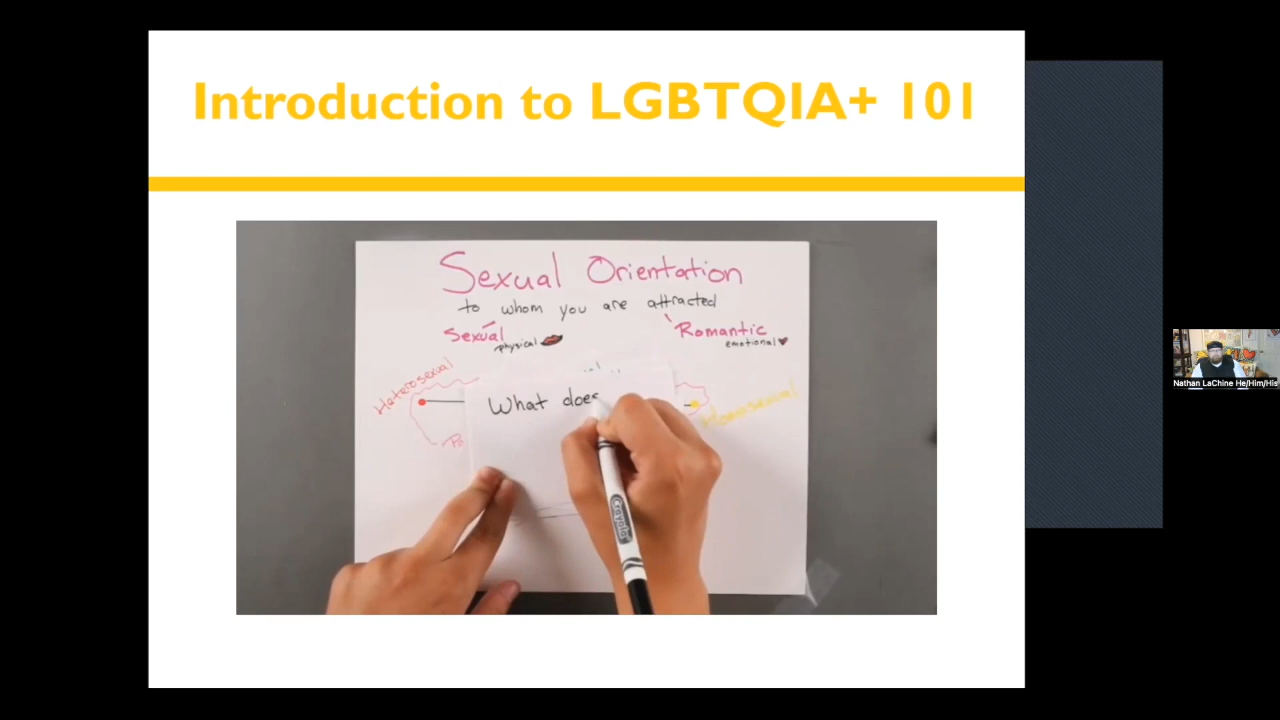 Introduction to LGBTQIA+ 101
Sexual Orientation
to whom you are attracted
Sexual
Romantic
physical
emotional
Heterosexual
What does
Homosexual
Crayola
Nathan LaChine He/Him/His